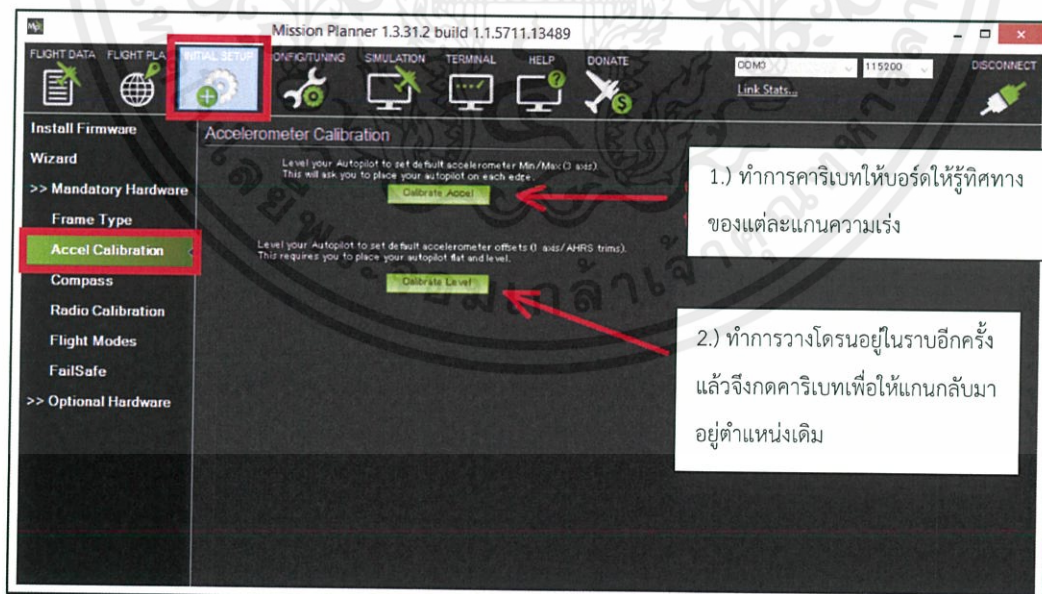 Mission Planner 1.3.31.2 build 1.1.5711.13489
FLIGHT DATA FLIGHT PLA INITIAL SETUP CONFIG/TUNING SIMULATION TERMINAL HELP DONATE COM3 115200 DISCONNECT
Link Stats...
Install Firmware
Wizard
>> Mandatory Hardware
Frame Type
Accel Calibration
Compass
Radio Calibration
Flight Modes
FailSafe
>> Optional Hardware
Accelerometer Calibration
Level your Autopilot to set default accelerometer Min/Max (3 axis).
This will ask you to place your autopilot on each edge.
Calibrate Accel
Level your Autopilot to set default accelerometer offsets (1 axis/AHRS trims).
This requires you to place your autopilot flat and level.
Calibrate Level
1.) ทำการคาริเบทให้บอร์ดให้รู้ทิศทาง
ของแต่ละแกนความเร่ง
2.) ทำการวางโดรนอยู่ในราบอีกครั้ง
แล้วจึงกดคาริเบทเพื่อให้แกนกลับมา
อยู่ตำแหน่งเดิม